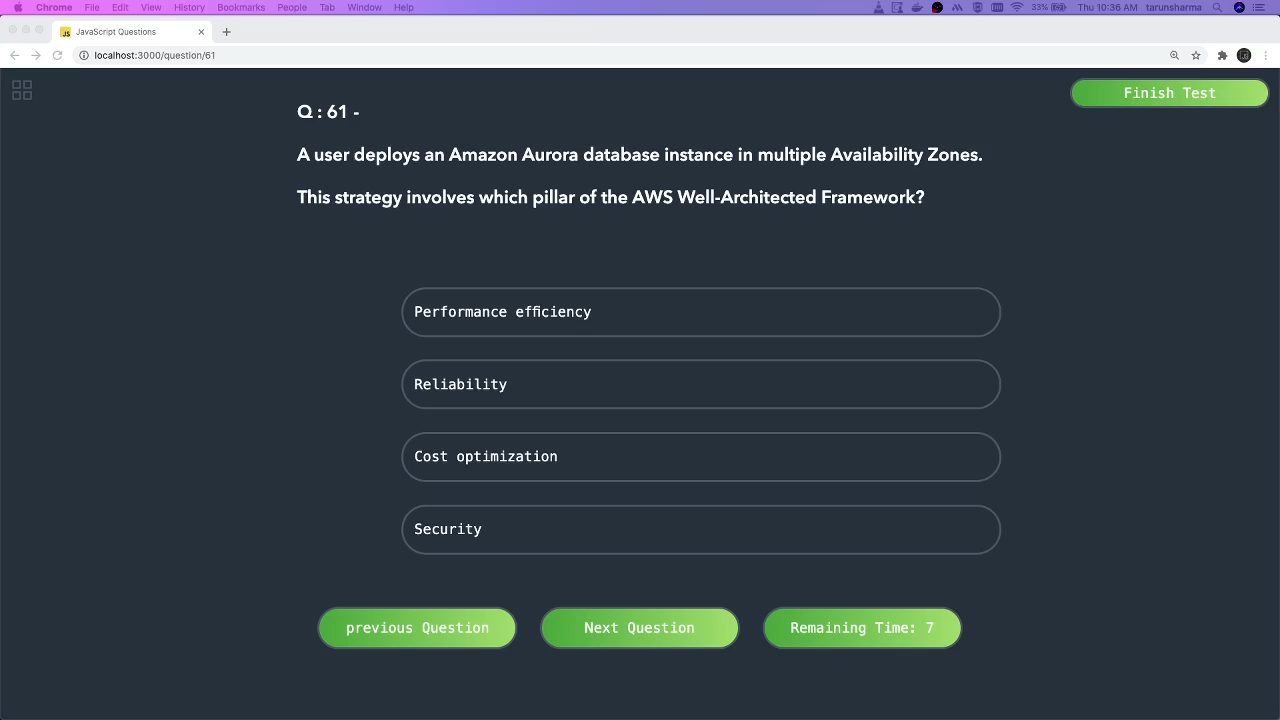 Chrome File Edit View History Bookmarks People Tab Window Help 33% Thu 10:36 AM tarunsharma
JavaScript Questions
localhost:3000/question/61
Finish Test
Q : 61 -
A user deploys an Amazon Aurora database instance in multiple Availability Zones.
This strategy involves which pillar of the AWS Well-Architected Framework?
Performance efficiency
Reliability
Cost optimization
Security
previous Question Next Question Remaining Time: 7